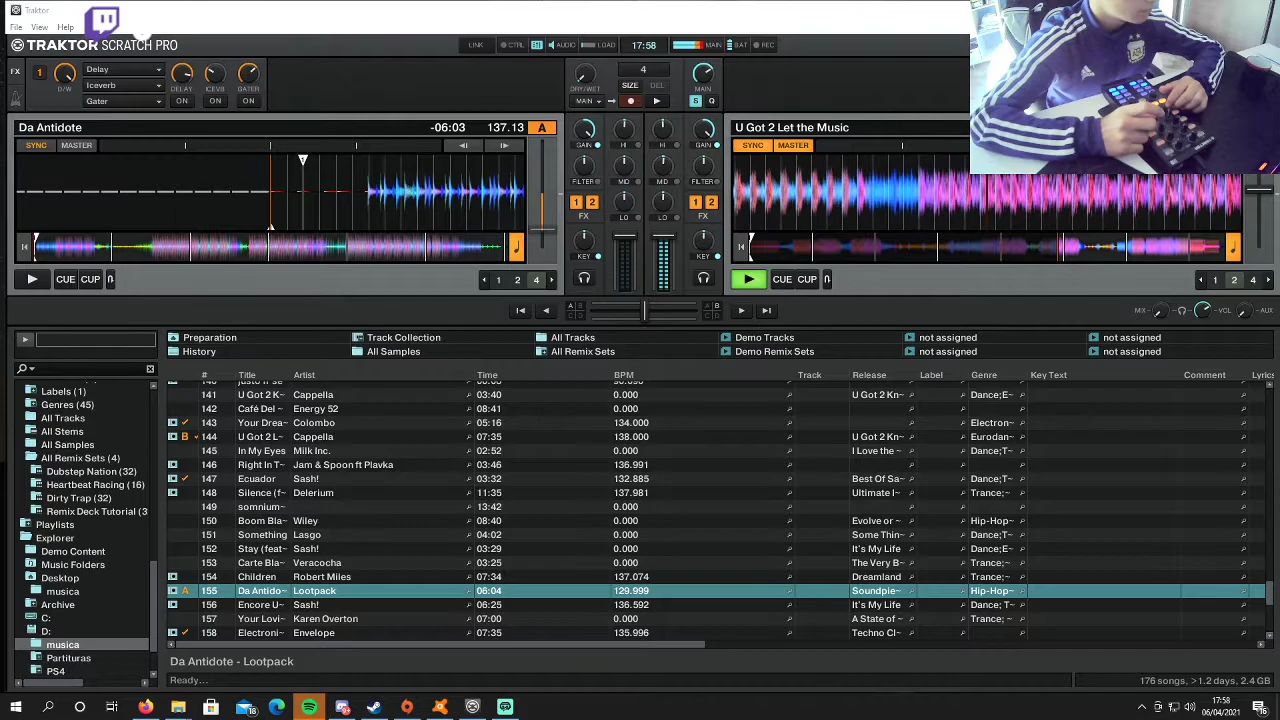 Traktor
File View Help
TRAKTOR SCRATCH PRO
LINK CTRL AUDIO LOAD 17:58 MAIN BAT REC
FX 1 D/W Delay Iceverb Gater
DELAY ICEVB GATER
ON ON ON
4
SIZE DEL
DRY/WET MAIN
MAIN
S Q
Da Antidote -06:03 137.13 A
SYNC MASTER
U Got 2 Let the Music
SYNC MASTER
GAIN HI HI GAIN
FILTER MID MID FILTER
1 2 LO LO 1 2
FX FX
KEY KEY
CUE CUP 1 2 4
CUE CUP 1 2 4
A B C D
A B C D
MIX VOL AUX
Preparation Track Collection All Tracks Demo Tracks not assigned not assigned
History All Samples All Remix Sets Demo Remix Sets not assigned not assigned
# Title Artist Time BPM Track Release Label Genre Key Text Comment Lyrics
141 U Got 2 Kn~ Cappella 03:40 0.000 U Got 2 Kn~ Dance;E~
142 Café Del ~ Energy 52 08:41 0.000
143 Your Drea~ Colombo 05:16 134.000 Electron~
B 144 U Got 2 L~ Cappella 07:35 138.000 U Got 2 Kn~ Eurodan~
145 In My Eyes Milk Inc. 02:52 0.000 I Love the ~ Dance;T~
146 Right In T~ Jam & Spoon ft Plavka 03:46 136.991
147 Ecuador Sash! 03:32 132.885 Best Of Sa~ Dance;T~
148 Silence (f~ Delerium 11:35 137.981 Ultimate I~ Trance;~
149 somnium~ 13:42 0.000
150 Boom Bla~ Wiley 08:40 0.000 Evolve or ~ Hip-Hop~
151 Something Lasgo 04:02 0.000 Some Thin~ Dance;T~
152 Stay (feat~ Sash! 03:29 0.000 It's My Life Dance;E~
153 Carte Bla~ Veracocha 03:25 0.000 The Very B~ Dance;T~
154 Children Robert Miles 07:34 137.074 Dreamland Trance;~
A 155 Da Antido~ Lootpack 06:04 129.999 Soundpie~ Hip-Hop~
156 Encore U~ Sash! 06:25 136.592 It's My Life Dance; T~
157 Your Lovi~ Karen Overton 07:00 0.000 A State of ~ Trance;~
158 Electroni~ Envelope 07:35 135.996 Techno Cl~
Labels (1)
Genres (45)
All Tracks
All Stems
All Samples
All Remix Sets (4)
Dubstep Nation (32)
Heartbeat Racing (16)
Dirty Trap (32)
Remix Deck Tutorial (3
Playlists
Explorer
Demo Content
Music Folders
Desktop
musica
Archive
C:
D:
musica
Partituras
PS4
Da Antidote - Lootpack
Ready... 176 songs, >1.2 days, 2.4 GB
18
17:58
06/04/2021